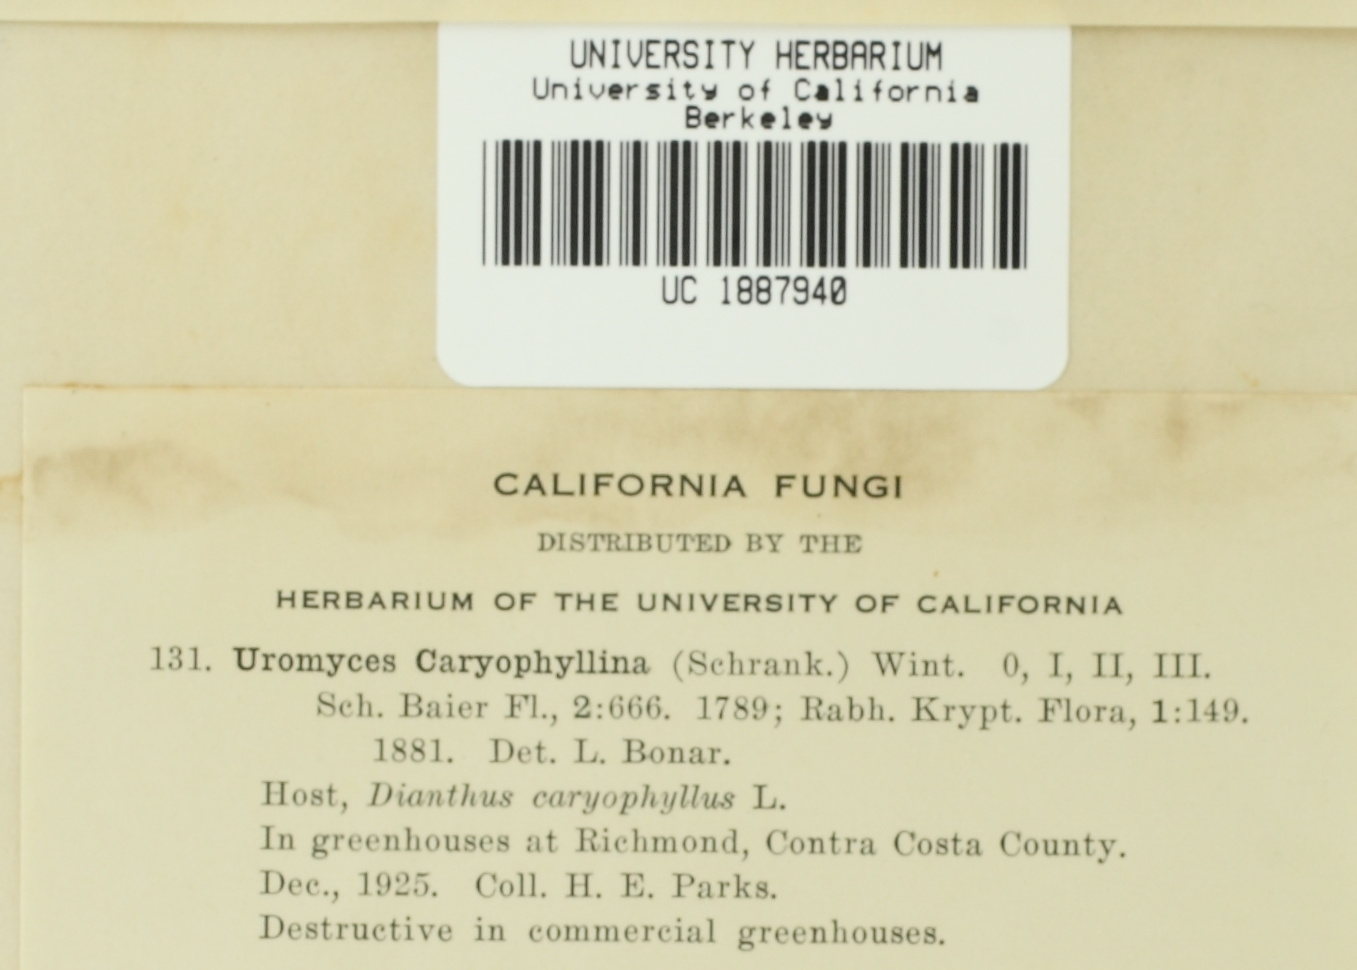 UNIVERSITY HERBARIUM
University of California
Berkeley
UC 1887940
CALIFORNIA FUNGI
DISTRIBUTED BY THE
HERBARIUM OF THE UNIVERSITY OF CALIFORNIA
131. Uromyces Caryophyllina (Schrank.) Wint. 0, I, II, III.
Sch. Baier Fl., 2:666. 1789; Rabh. Krypt. Flora, 1:149.
1881. Det. L. Bonar.
Host, Dianthus caryophyllus L.
In greenhouses at Richmond, Contra Costa County.
Dec., 1925. Coll. H. E. Parks.
Destructive in commercial greenhouses.